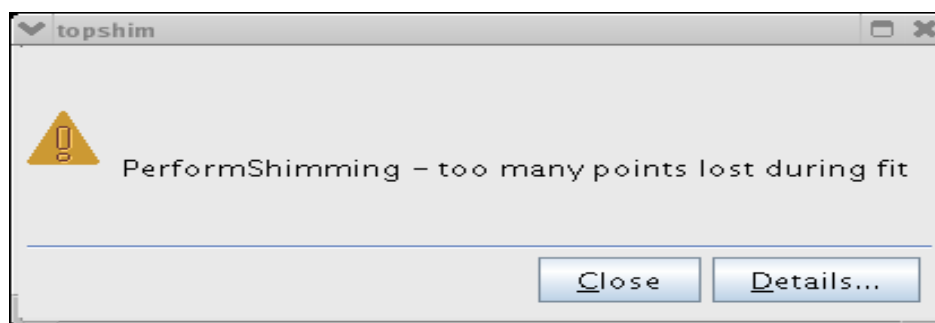 topshim
PerformShimming – too many points lost during fit
Close
Details...